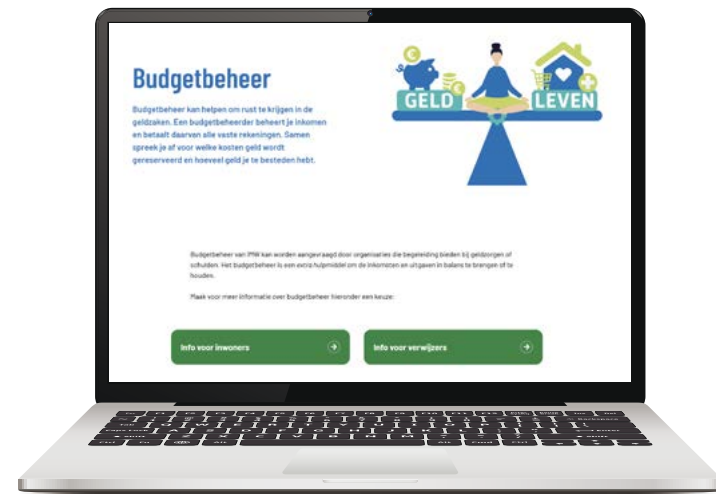 Budgetbeheer
Budgetbeheer kan helpen om rust te krijgen in de
geldzaken. Een budgetbeheerder beheert je inkomen
en betaalt daarvan alle vaste rekeningen. Samen
spreek je af voor welke kosten geld wordt
gereserveerd en hoeveel geld je te besteden hebt.
GELD
LEVEN
Budgetbeheer van PNW kan worden aangevraagd door organisaties die begeleiding bieden bij geldzorgen of
schulden. Het budgetbeheer is een extra hulpmiddel om de inkomsten en uitgaven in balans te brengen of te
houden.
Maak voor meer informatie over budgetbeheer hieronder een keuze:
Info voor inwoners
Info voor verwijzers